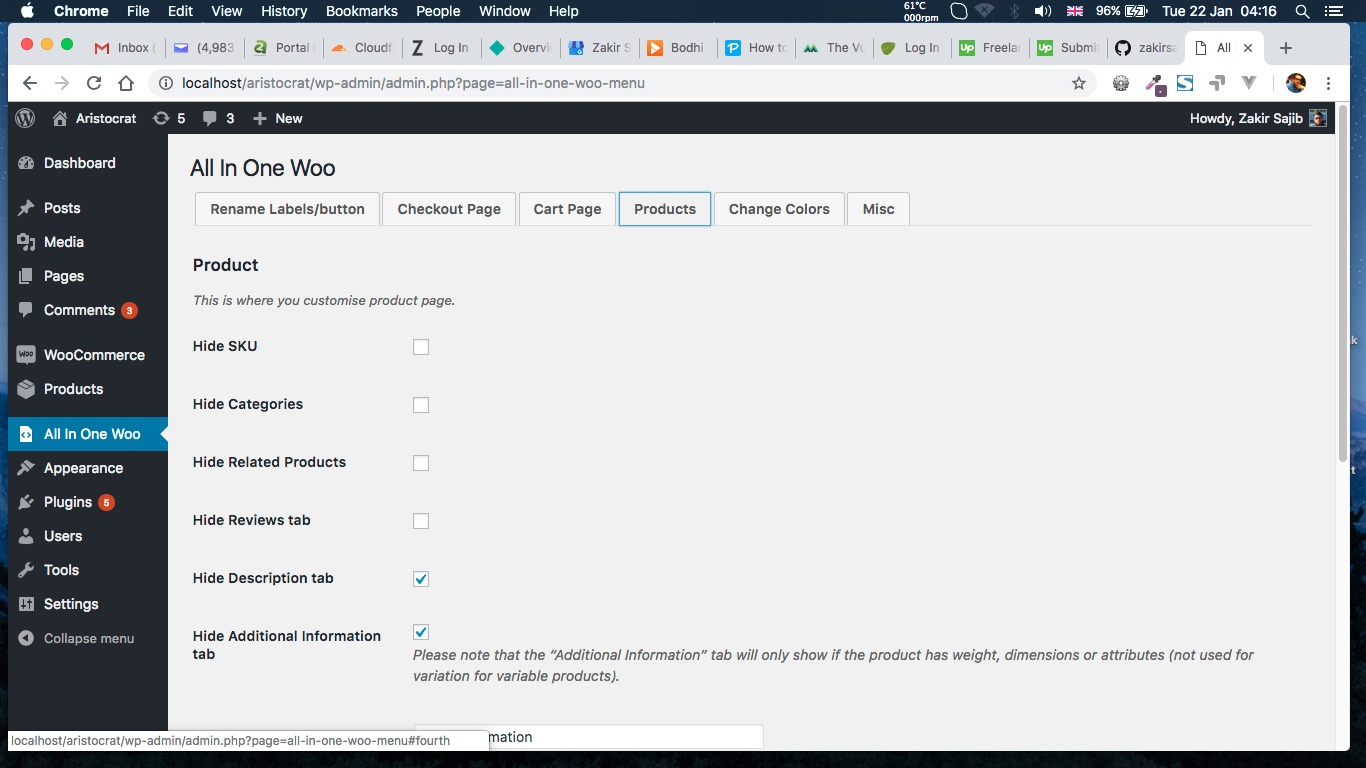 Chrome File Edit View History Bookmarks People Window Help 61°C 000rpm 96% Tue 22 Jan 04:16
Inbox (4,983 Portal Cloudf Log In Overvi Zakir S Bodhi How to The Vu Log In Freelan Submit zakirsa All
localhost/aristocrat/wp-admin/admin.php?page=all-in-one-woo-menu
Aristocrat 5 3 New Howdy, Zakir Sajib
Dashboard
Posts
Media
Pages
Comments 3
WooCommerce
Products
All In One Woo
Appearance
Plugins 5
Users
Tools
Settings
Collapse menu
All In One Woo
Rename Labels/button Checkout Page Cart Page Products Change Colors Misc
Product
This is where you customise product page.
Hide SKU
Hide Categories
Hide Related Products
Hide Reviews tab
Hide Description tab
Hide Additional Information
tab
Please note that the "Additional Information" tab will only show if the product has weight, dimensions or attributes (not used for
variation for variable products).
mation
localhost/aristocrat/wp-admin/admin.php?page=all-in-one-woo-menu#fourth